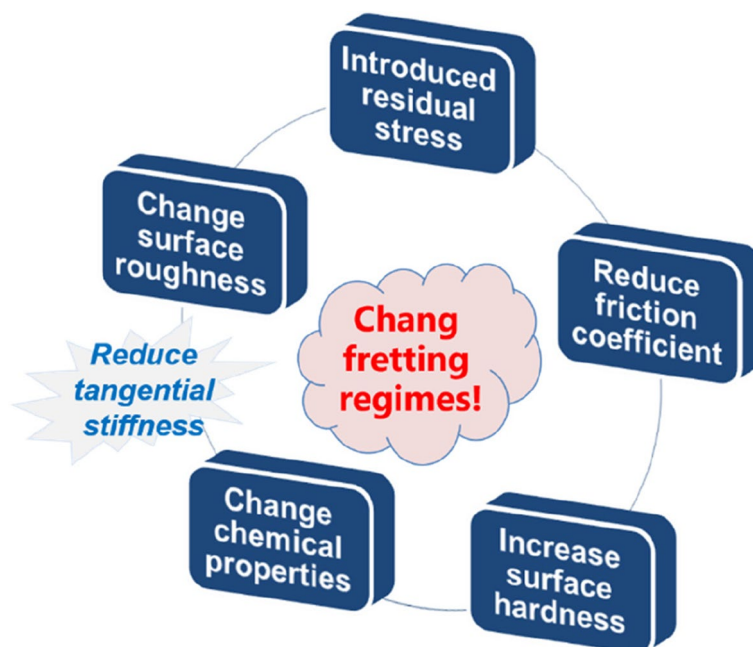 Introduced
residual
stress
Change
surface
roughness
Reduce
friction
coefficient
Chang
fretting
regimes!
Reduce
tangential
stiffness
Change
chemical
properties
Increase
surface
hardness